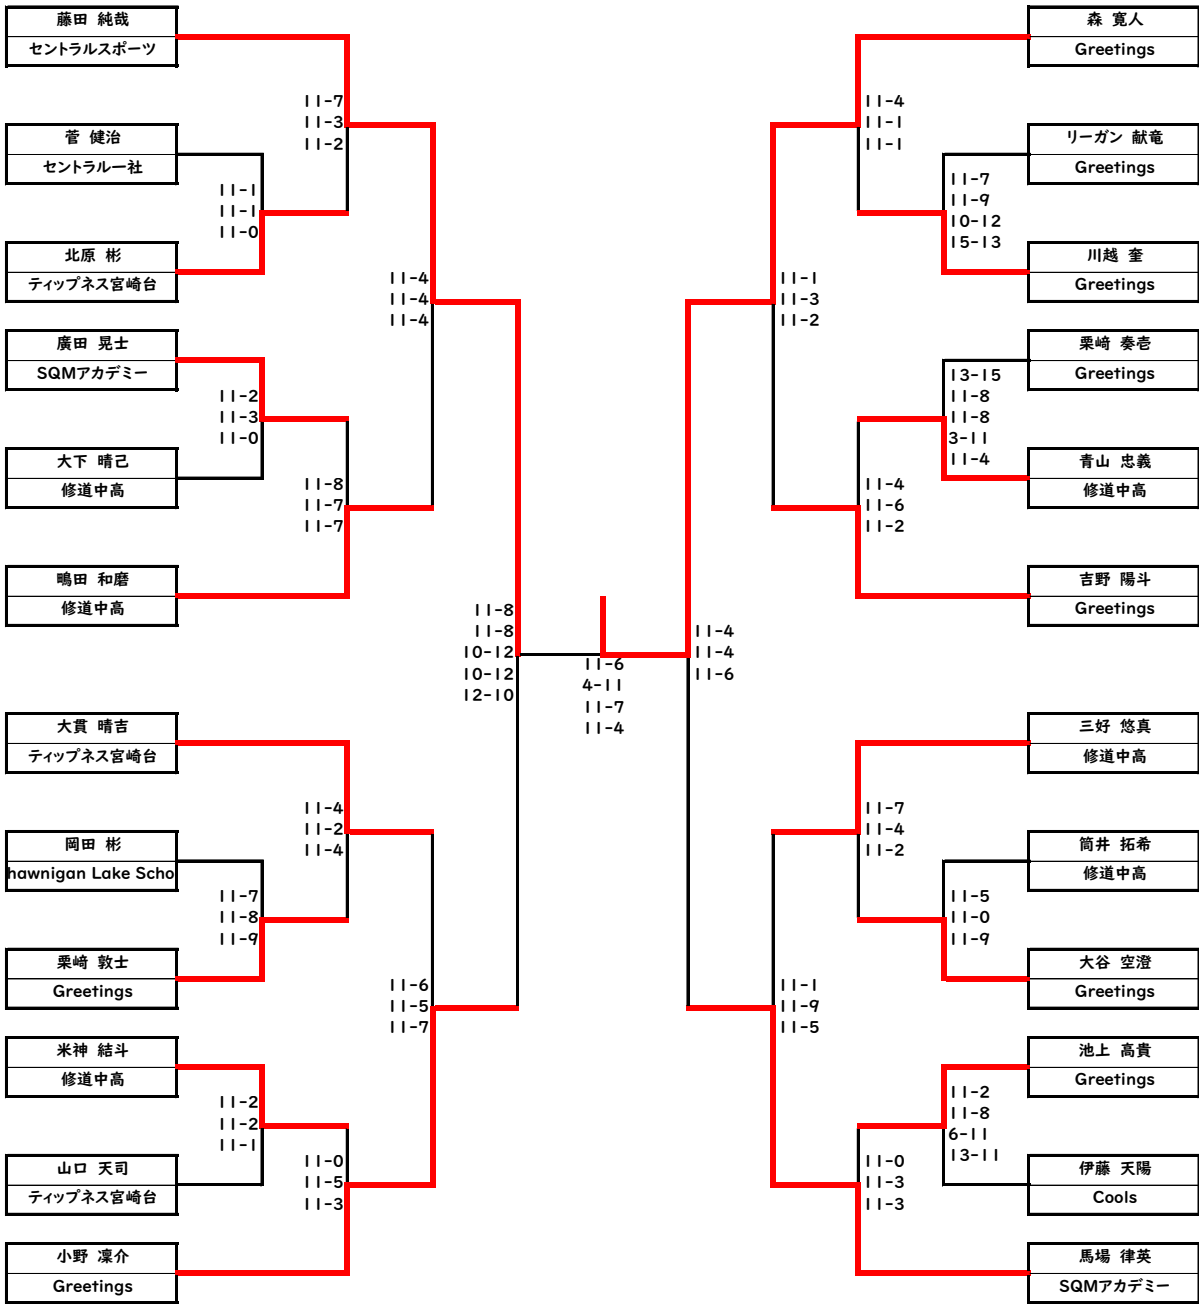 藤田 純哉
セントラルスポーツ
菅 健治
セントラル一社
北原 彬
ティップネス宮崎台
廣田 晃士
SQMアカデミー
大下 晴己
修道中高
鴫田 和磨
修道中高
大貫 晴吉
ティップネス宮崎台
岡田 彬
hawnigan Lake Scho
栗﨑 敦士
Greetings
米神 結斗
修道中高
山口 天司
ティップネス宮崎台
小野 凜介
Greetings
11-1
11-1
11-0
11-2
11-3
11-0
11-7
11-8
11-9
11-2
11-2
11-1
11-7
11-3
11-2
11-8
11-7
11-7
11-4
11-2
11-4
11-0
11-5
11-3
11-4
11-4
11-4
11-6
11-5
11-7
11-8
11-8
10-12
10-12
12-10
11-6
4-11
11-7
11-4
11-4
11-4
11-6
11-1
11-3
11-2
11-1
11-9
11-5
11-4
11-1
11-1
11-4
11-6
11-2
11-7
11-4
11-2
11-0
11-3
11-3
11-7
11-9
10-12
15-13
13-15
11-8
11-8
3-11
11-4
11-5
11-0
11-9
11-2
11-8
6-11
13-11
森 寛人
Greetings
リーガン 献竜
Greetings
川越 奎
Greetings
栗﨑 奏壱
Greetings
青山 忠義
修道中高
吉野 陽斗
Greetings
三好 悠真
修道中高
筒井 拓希
修道中高
大谷 空澄
Greetings
池上 高貴
Greetings
伊藤 天陽
Cools
馬場 律英
SQMアカデミー